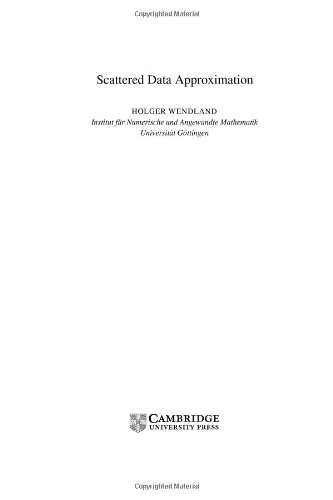 Copyrighted Material
Scattered Data Approximation
HOLGER WENDLAND
Institut für Numerische und Angewandte Mathematik
Universität Göttingen
CAMBRIDGE
UNIVERSITY PRESS
Copyrighted Material